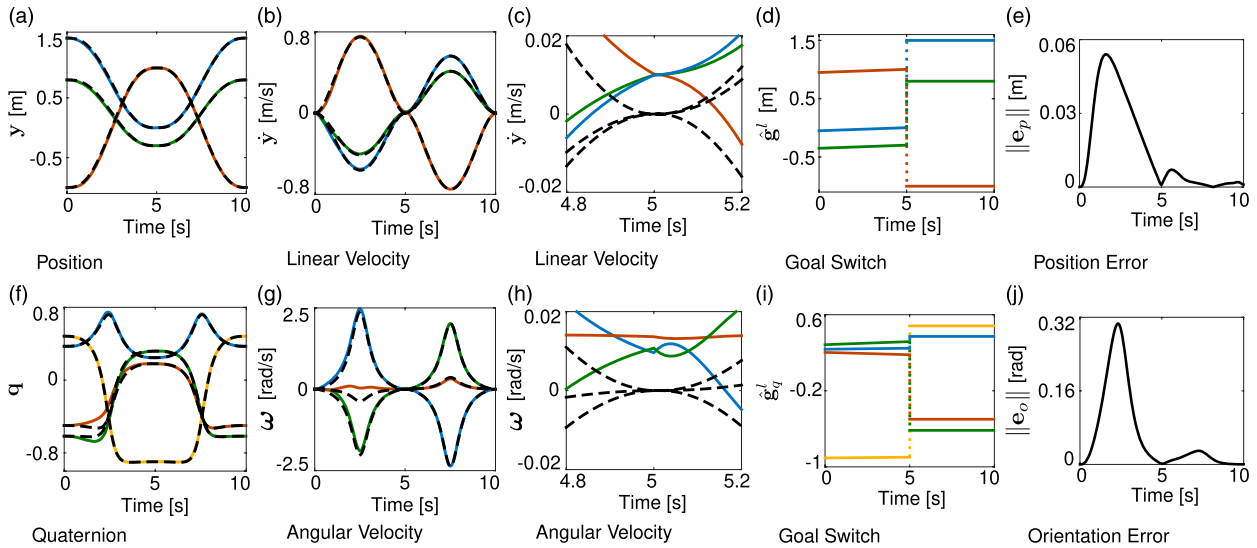 (a)
1.5
0.5
-0.5
y [m]
0
5
10
Time [s]
Position
(b)
0.8
0
-0.8
ẏ [m/s]
0
5
10
Time [s]
Linear Velocity
(c)
0.02
0
-0.02
ẏ [m/s]
4.8
5
5.2
Time [s]
Linear Velocity
(d)
1.5
0.5
-0.5
ĝˡ [m]
0
5
10
Time [s]
Goal Switch
(e)
0.06
0.03
0
||eₚ|| [m]
0
5
10
Time [s]
Position Error
(f)
0.8
0
-0.8
q
0
5
10
Time [s]
Quaternion
(g)
2.5
0
-2.5
ω [rad/s]
0
5
10
Time [s]
Angular Velocity
(h)
0.02
0
-0.02
ω [rad/s]
4.8
5
5.2
Time [s]
Angular Velocity
(i)
0.6
-0.2
-1
ĝ_q^l
0
5
10
Time [s]
Goal Switch
(j)
0.32
0.16
0
||eₒ|| [rad]
0
5
10
Time [s]
Orientation Error